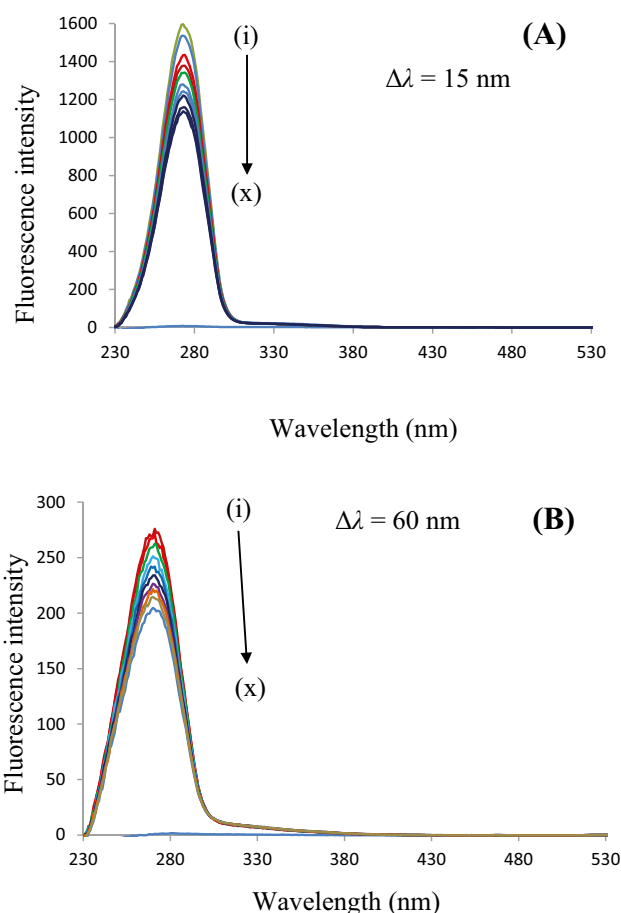 (A)
(i)
Δλ = 15 nm
(x)
Fluorescence intensity
1600
1400
1200
1000
800
600
400
200
0
230 280 330 380 430 480 530
Wavelength (nm)
(B)
(i)
Δλ = 60 nm
(x)
Fluorescence intensity
300
250
200
150
100
50
0
230 280 330 380 430 480 530
Wavelength (nm)